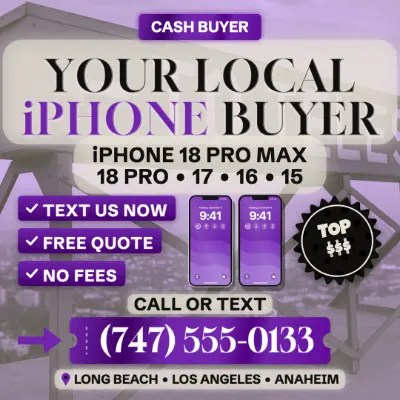 CASH BUYER
YOUR LOCAL
iPHONE BUYER
iPHONE 18 PRO MAX
18 PRO • 17 • 16 • 15
✓ TEXT US NOW
✓ FREE QUOTE
✓ NO FEES
9:41
9:41
TOP
$$$
CALL OR TEXT
(747) 555-0133
LONG BEACH • LOS ANGELES • ANAHEIM